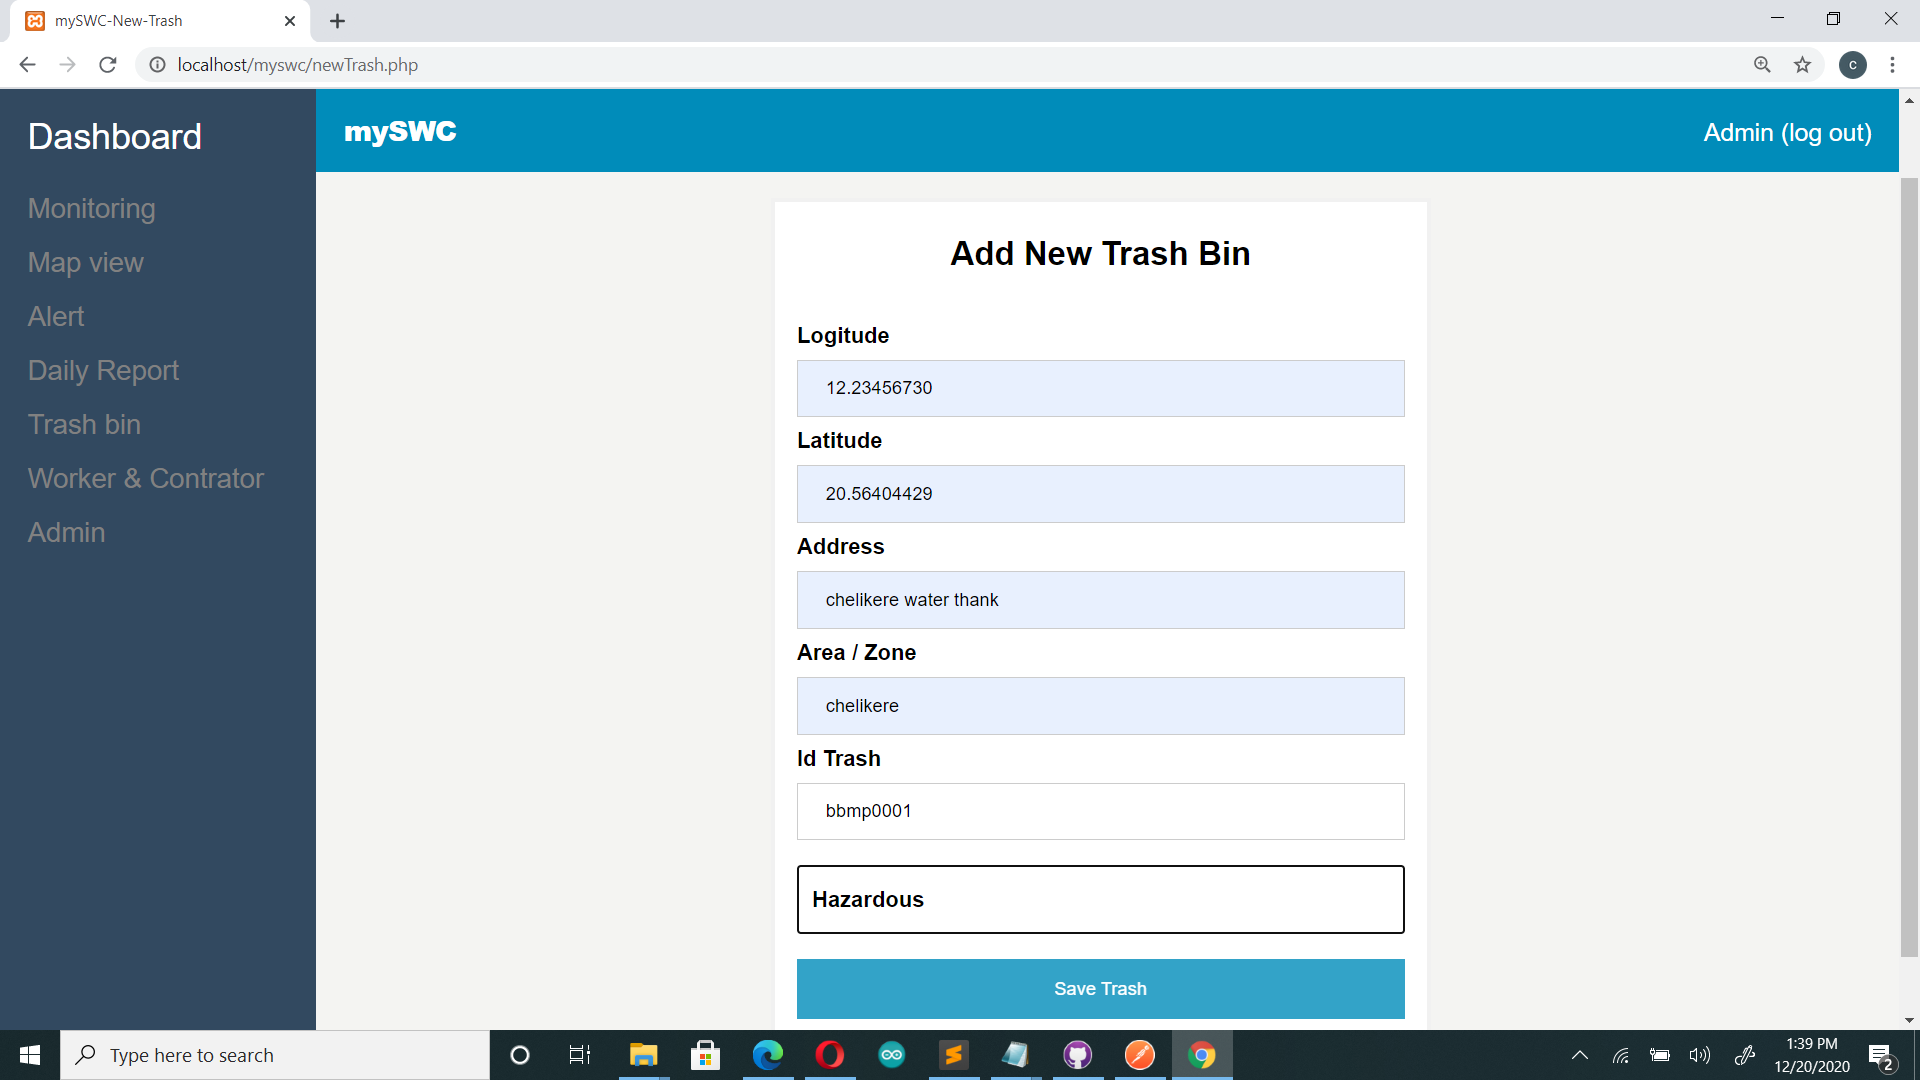 mySWC-New-Trash
localhost/myswc/newTrash.php
c
Dashboard
Monitoring
Map view
Alert
Daily Report
Trash bin
Worker & Contrator
Admin
mySWC
Admin (log out)
Add New Trash Bin
Logitude
12.23456730
Latitude
20.56404429
Address
chelikere water thank
Area / Zone
chelikere
Id Trash
bbmp0001
Hazardous
Save Trash
Type here to search
1:39 PM
12/20/2020
2